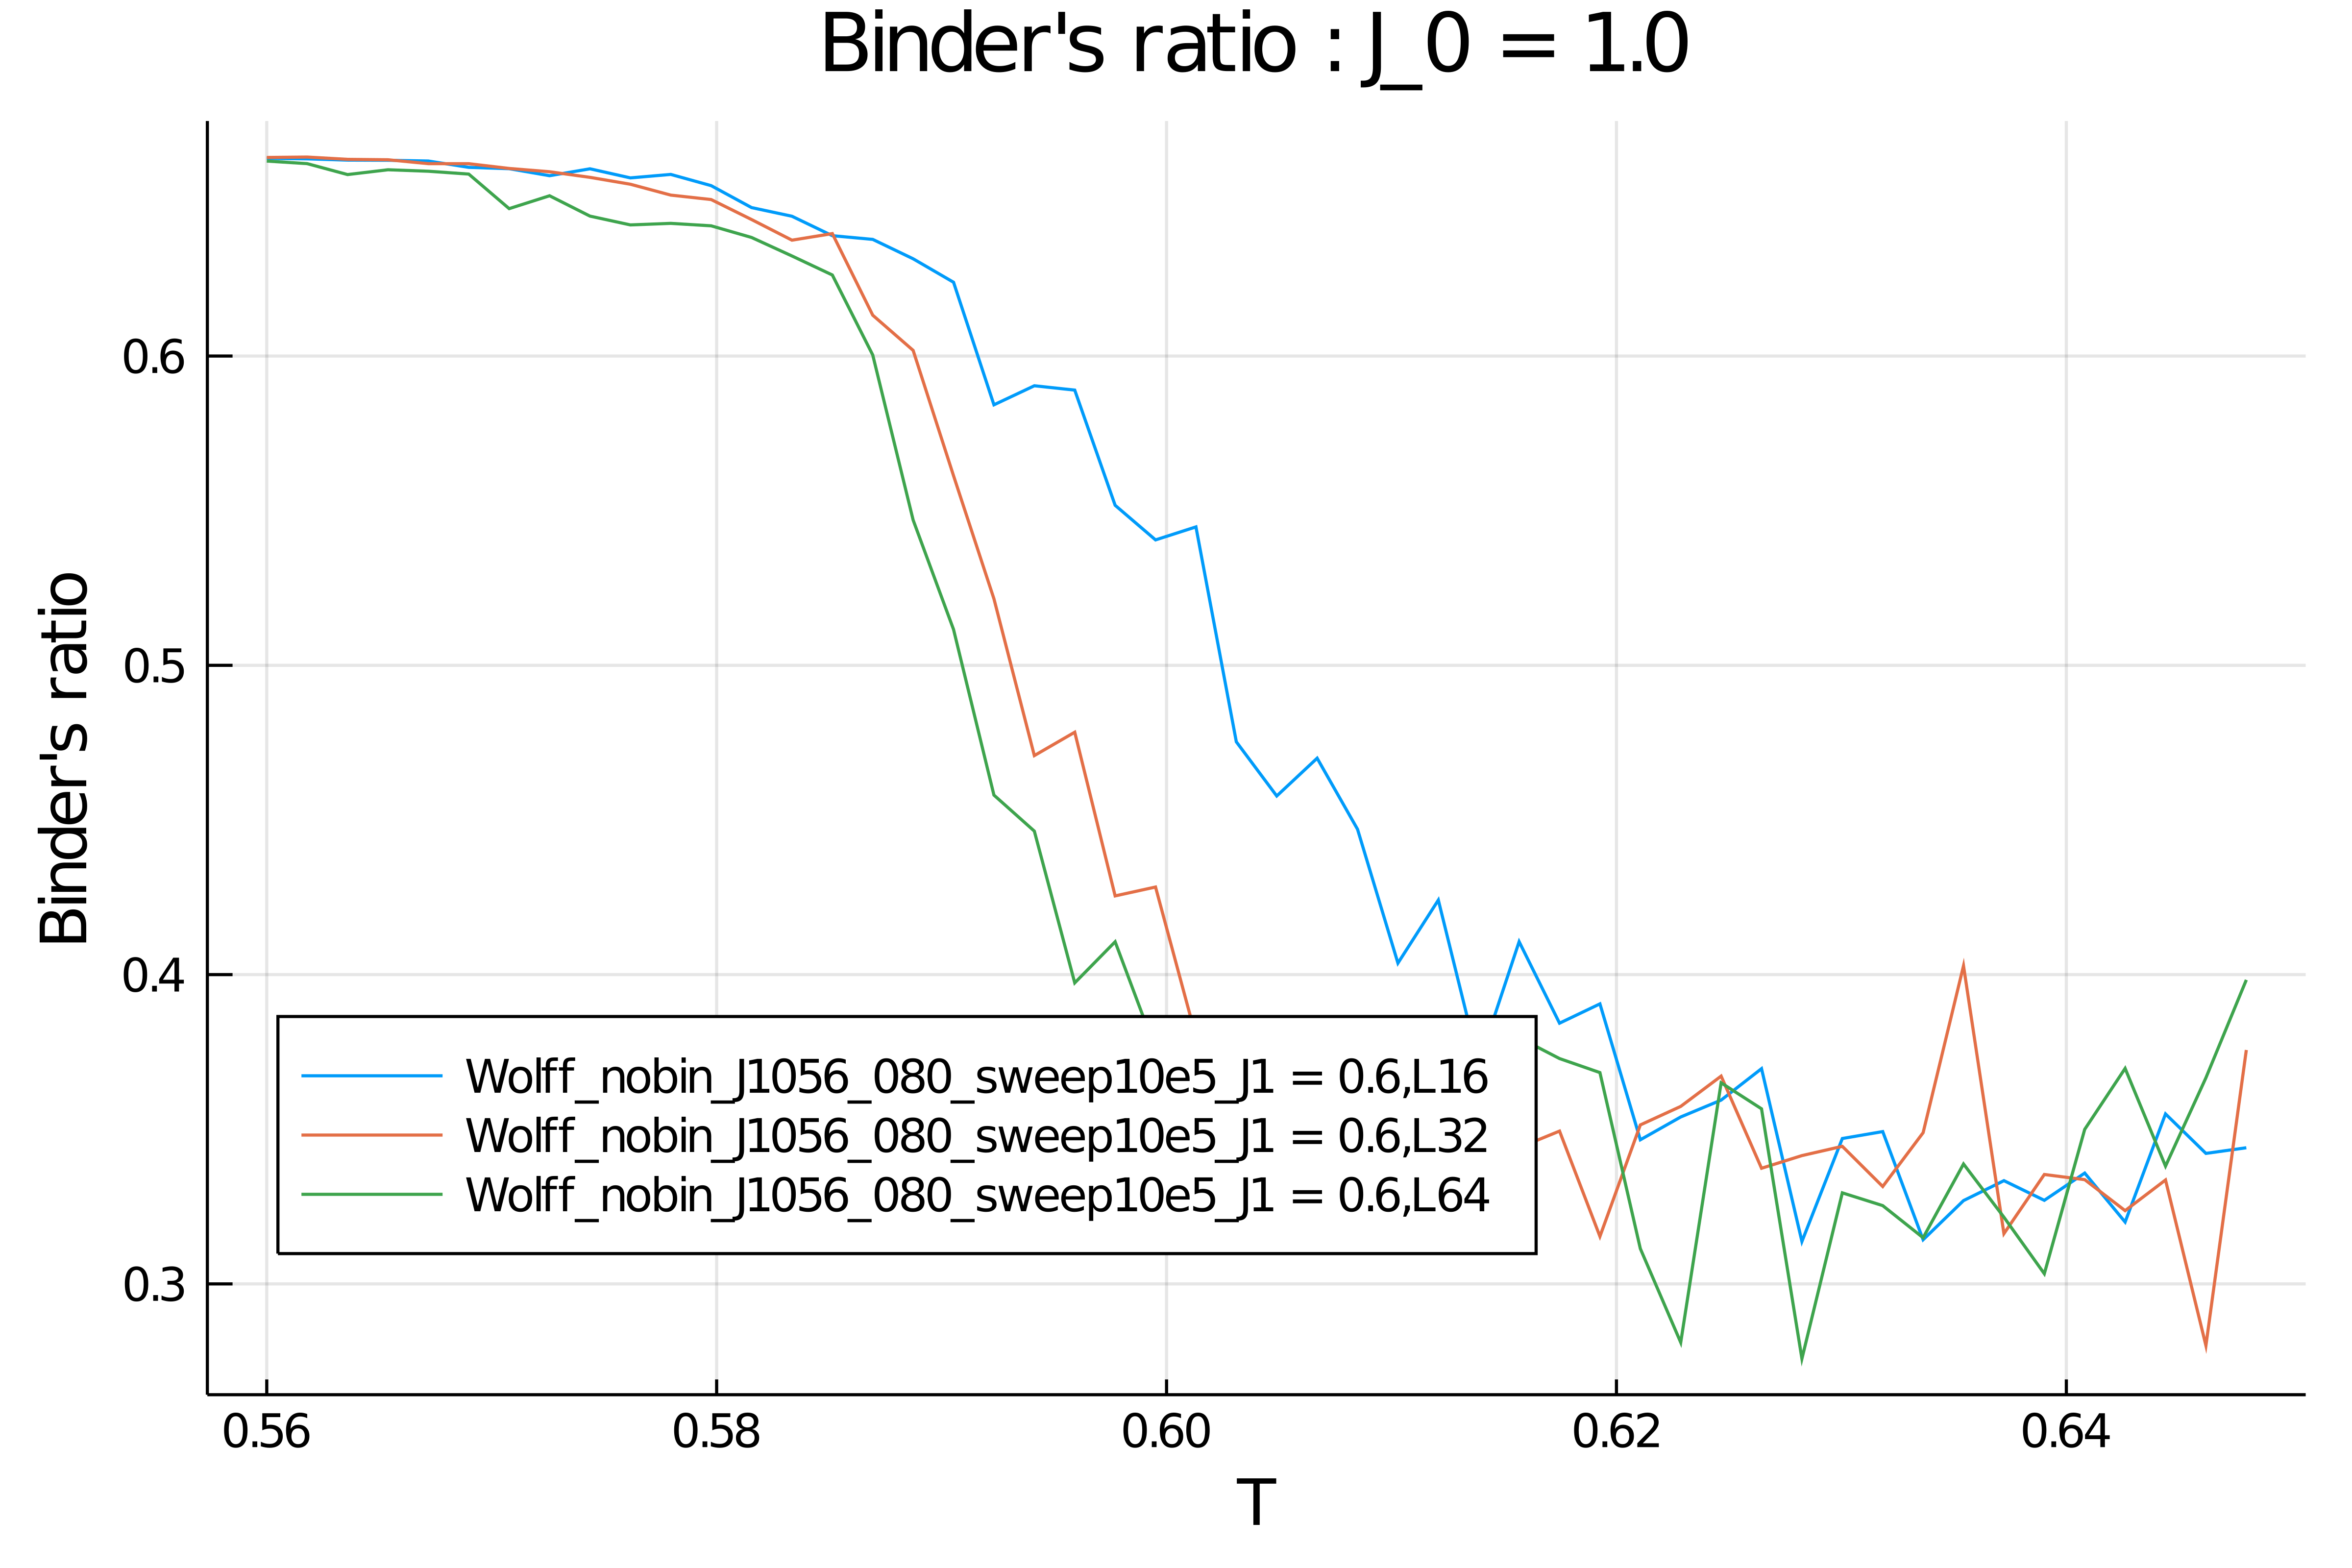 Binder's ratio : J_0 = 1.0
Binder's ratio
0.6
0.5
0.4
0.3
Wolff_nobin_J1056_080_sweep10e5_J1 = 0.6,L16
Wolff_nobin_J1056_080_sweep10e5_J1 = 0.6,L32
Wolff_nobin_J1056_080_sweep10e5_J1 = 0.6,L64
0.56 0.58 0.60 0.62 0.64
T